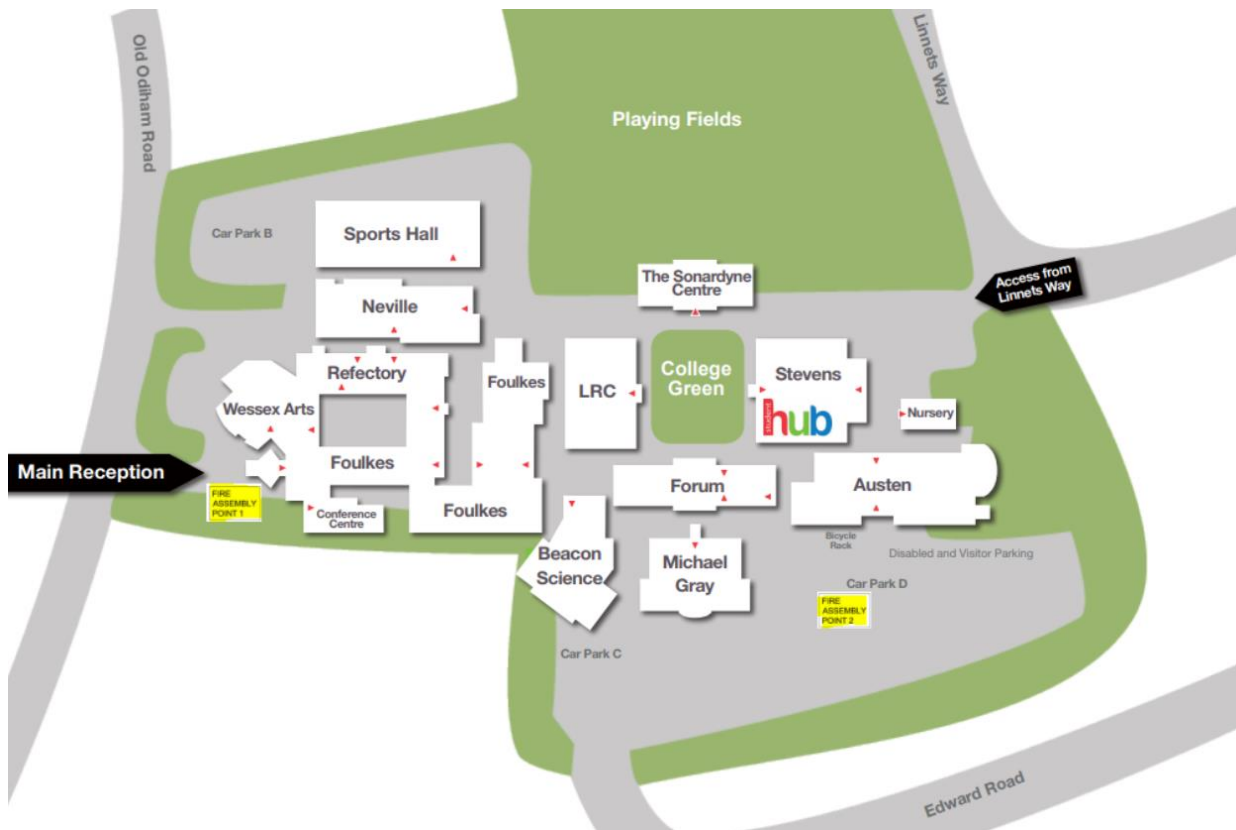 Old Odiham Road
Linnets Way
Playing Fields
Car Park B
Sports Hall
The Sonardyne
Centre
Access from
Linnets Way
Neville
Refectory
Foulkes
LRC
College
Green
Stevens
student
hub
Wessex Arts
Nursery
Main Reception
Foulkes
FIRE
ASSEMBLY
POINT 1
Conference
Centre
Foulkes
Forum
Austen
Bicycle
Rack
Disabled and Visitor Parking
Beacon
Science
Michael
Gray
Car Park D
FIRE
ASSEMBLY
POINT 2
Car Park C
Edward Road